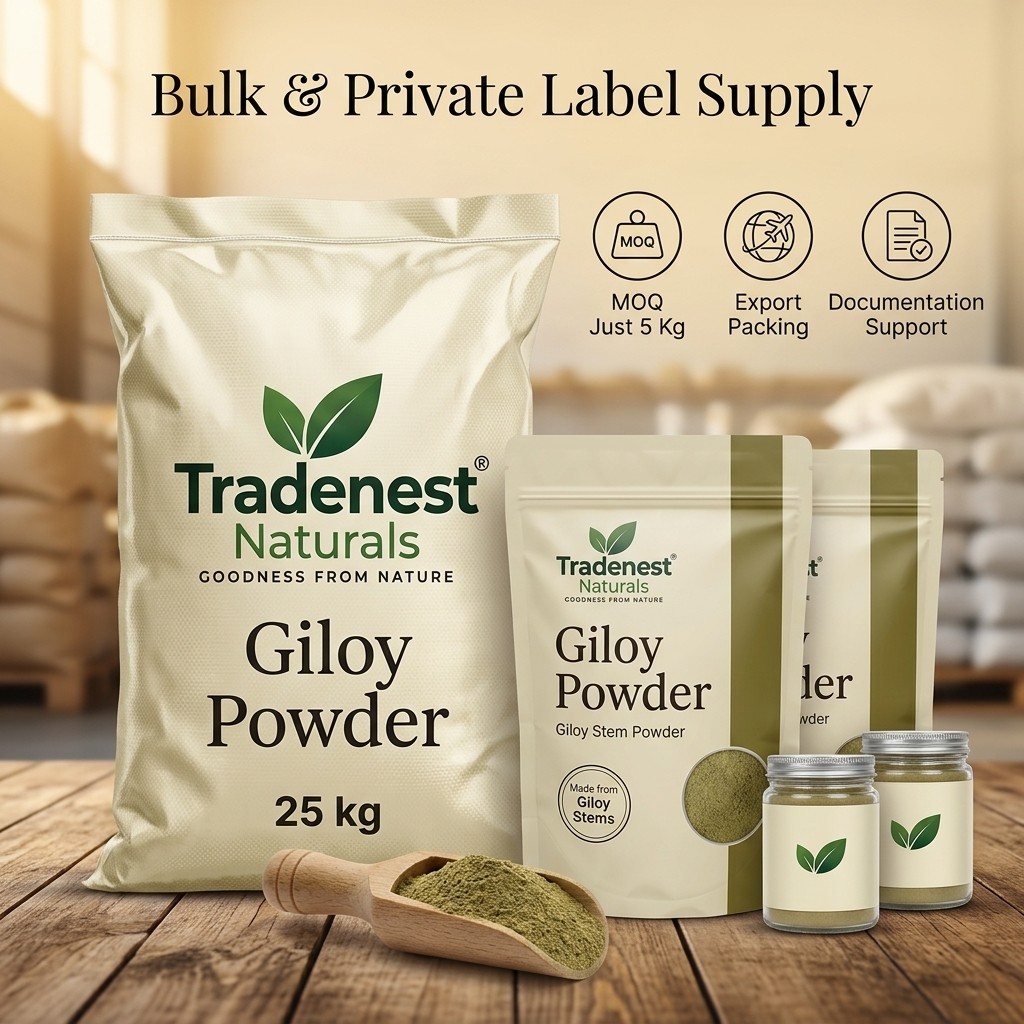 Bulk & Private Label Supply
MOQ
MOQ
Just 5 Kg
Export
Packing
Documentation
Support
Tradenest®
Naturals
GOODNESS FROM NATURE
Giloy
Powder
25 kg
Tradenest®
Naturals
GOODNESS FROM NATURE
Giloy
Powder
Giloy Stem Powder
Made from
Giloy
Stems